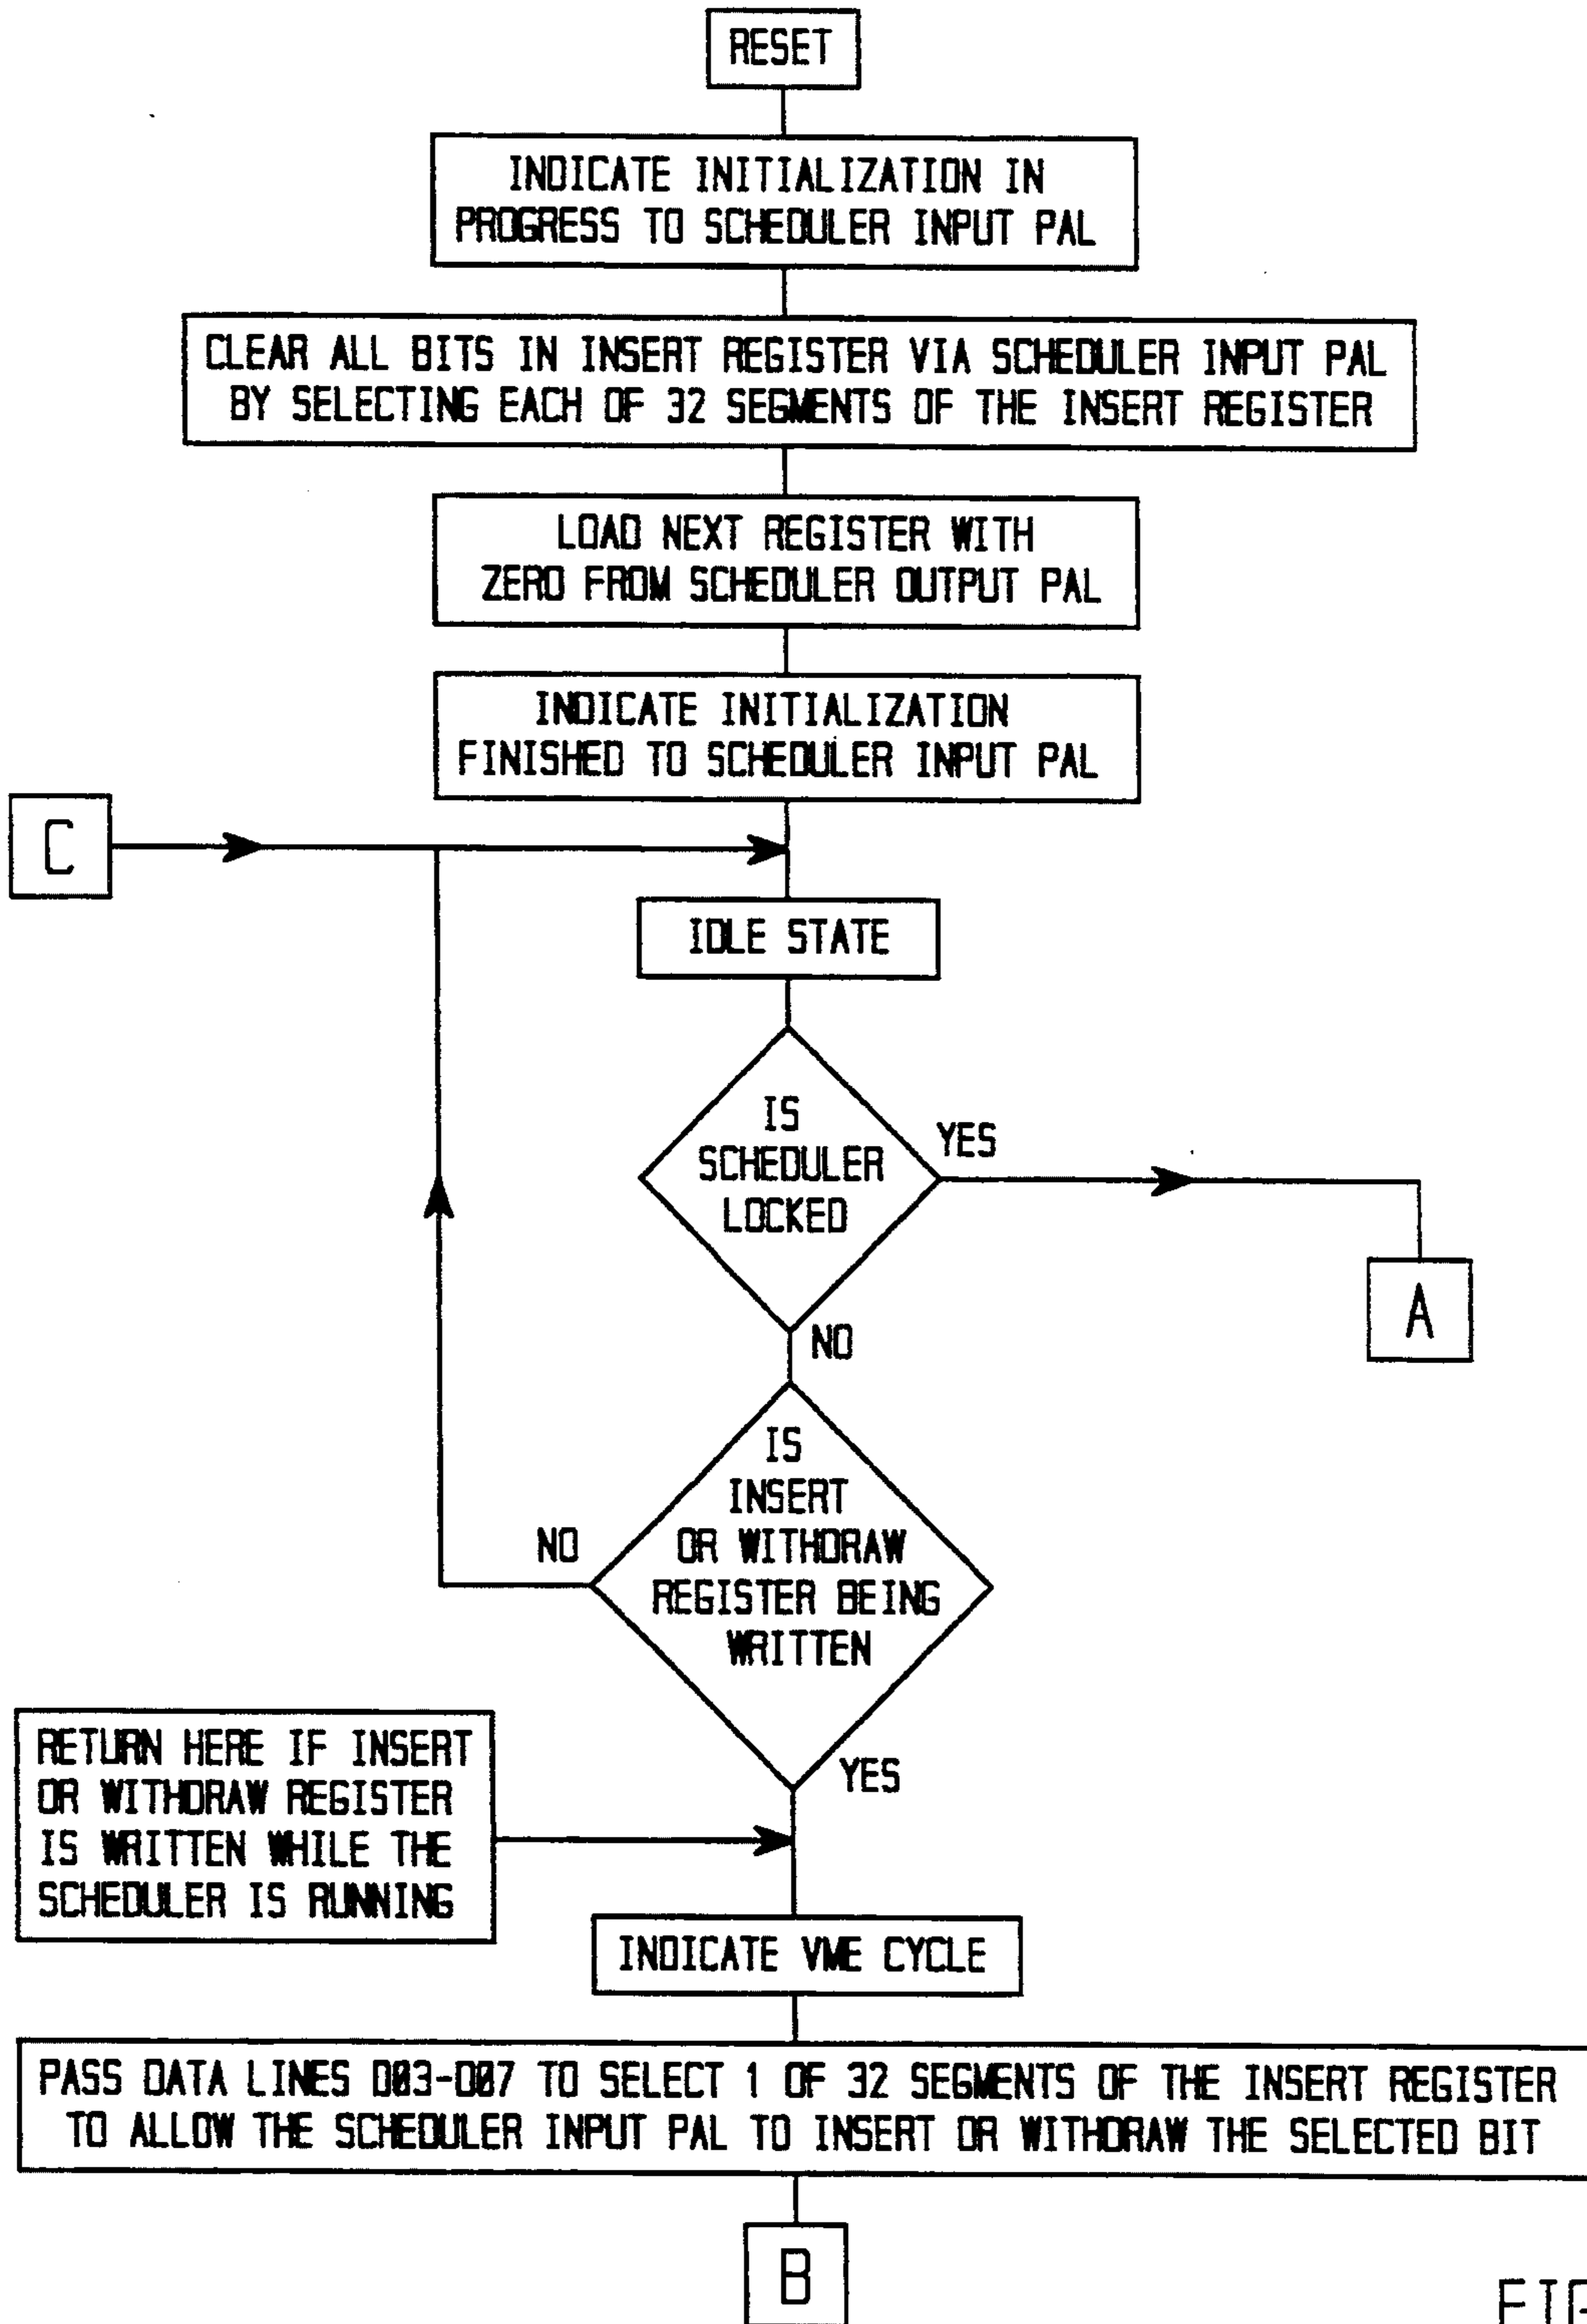 RESET
INDICATE INITIALIZATION IN
PROGRESS TO SCHEDULER INPUT PAL
CLEAR ALL BITS IN INSERT REGISTER VIA SCHEDULER INPUT PAL
BY SELECTING EACH OF 32 SEGMENTS OF THE INSERT REGISTER
LOAD NEXT REGISTER WITH
ZERO FROM SCHEDULER OUTPUT PAL
INDICATE INITIALIZATION
FINISHED TO SCHEDULER INPUT PAL
C
IDLE STATE
IS
SCHEDULER
LOCKED
YES
A
NO
IS
INSERT
OR WITHDRAW
REGISTER BEING
WRITTEN
NO
YES
RETURN HERE IF INSERT
OR WITHDRAW REGISTER
IS WRITTEN WHILE THE
SCHEDULER IS RUNNING
INDICATE VME CYCLE
PASS DATA LINES D03-D07 TO SELECT 1 OF 32 SEGMENTS OF THE INSERT REGISTER
TO ALLOW THE SCHEDULER INPUT PAL TO INSERT OR WITHDRAW THE SELECTED BIT
B